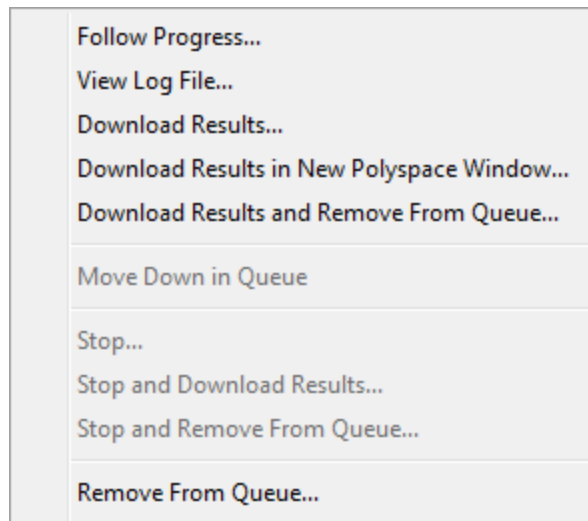 Follow Progress...
View Log File...
Download Results...
Download Results in New Polyspace Window...
Download Results and Remove From Queue...
Move Down in Queue
Stop...
Stop and Download Results...
Stop and Remove From Queue...
Remove From Queue...